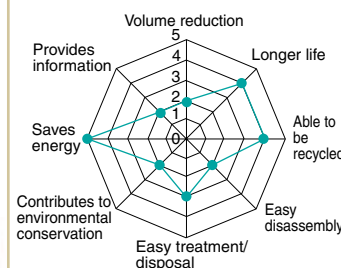 Volume reduction
5
4
3
2
1
0
Provides
information
Longer life
Saves
energy
Able to
be
recycled
Contributes to
environmental
conservation
Easy
disassembly
Easy treatment/
disposal